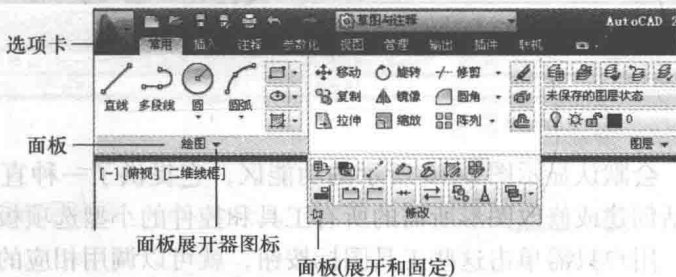 草图与注释
AutoCAD 2
选项卡
常用 插入 注释 参数化 视图 管理 输出 插件 联机
直线 多段线 圆 圆弧
移动 旋转 修剪
复制 镜像 圆角
拉伸 缩放 阵列
未保存的图层状态
0
面板
绘图
图层
[-][俯视][二维线框]
修改
面板展开器图标
面板(展开和固定)